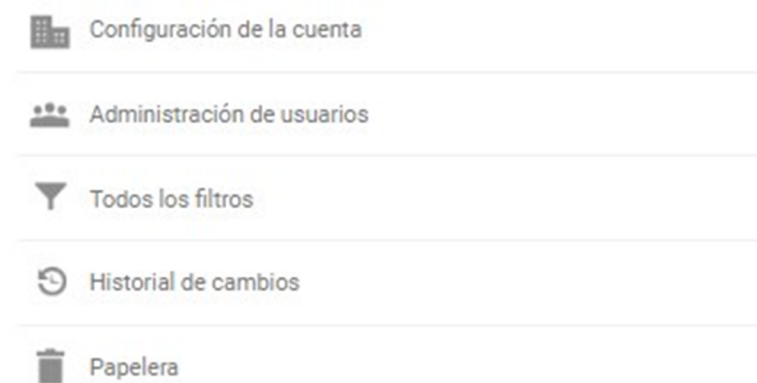 Configuración de la cuenta
Administración de usuarios
Todos los filtros
Historial de cambios
Papelera